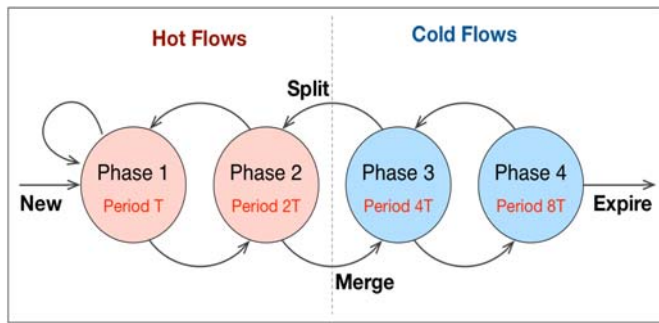 Hot Flows
Cold Flows
Split
Phase 1
Phase 2
Phase 3
Phase 4
Period T
Period 2T
Period 4T
Period 8T
New
Expire
Merge